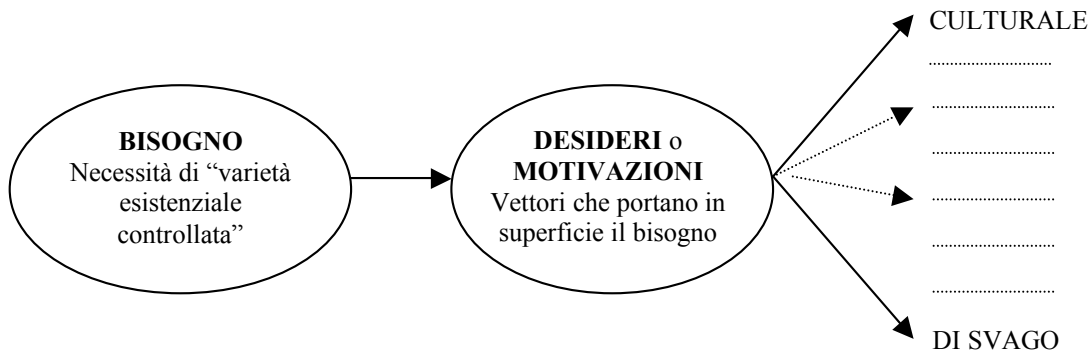 BISOGNO
Necessità di “varietà
esistenziale
controllata”
DESIDERI o
MOTIVAZIONI
Vettori che portano in
superficie il bisogno
CULTURALE
............................
............................
............................
............................
............................
............................
DI SVAGO